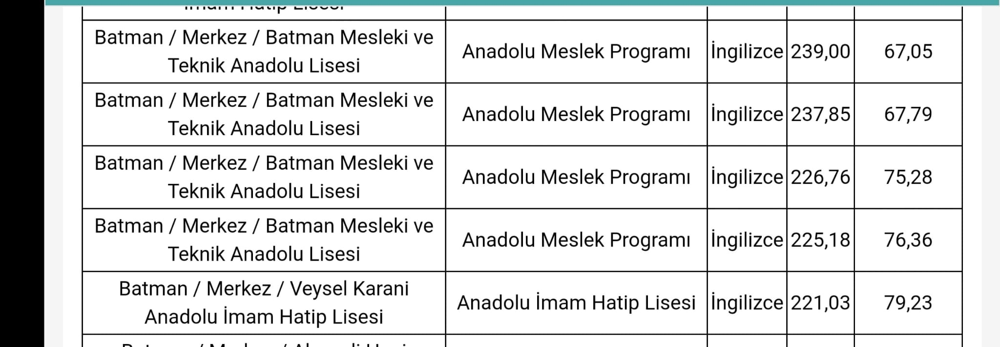 İmam Hatip Lisesi
Batman / Merkez / Batman Mesleki ve
Teknik Anadolu Lisesi
Anadolu Meslek Programı
İngilizce
239,00
67,05
Batman / Merkez / Batman Mesleki ve
Teknik Anadolu Lisesi
Anadolu Meslek Programı
İngilizce
237,85
67,79
Batman / Merkez / Batman Mesleki ve
Teknik Anadolu Lisesi
Anadolu Meslek Programı
İngilizce
226,76
75,28
Batman / Merkez / Batman Mesleki ve
Teknik Anadolu Lisesi
Anadolu Meslek Programı
İngilizce
225,18
76,36
Batman / Merkez / Veysel Karani
Anadolu İmam Hatip Lisesi
Anadolu İmam Hatip Lisesi
İngilizce
221,03
79,23